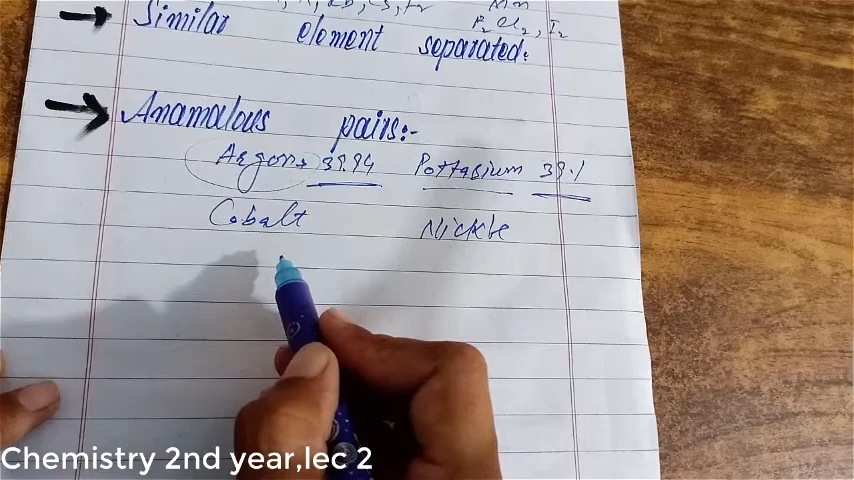 Mn
Similar element separated:
F₂ Cl₂, I₂
Anamalous pairs:-
Argon, 39.94 Pottasium 39.1
Cobalt Nickle
Chemistry 2nd year,lec 2